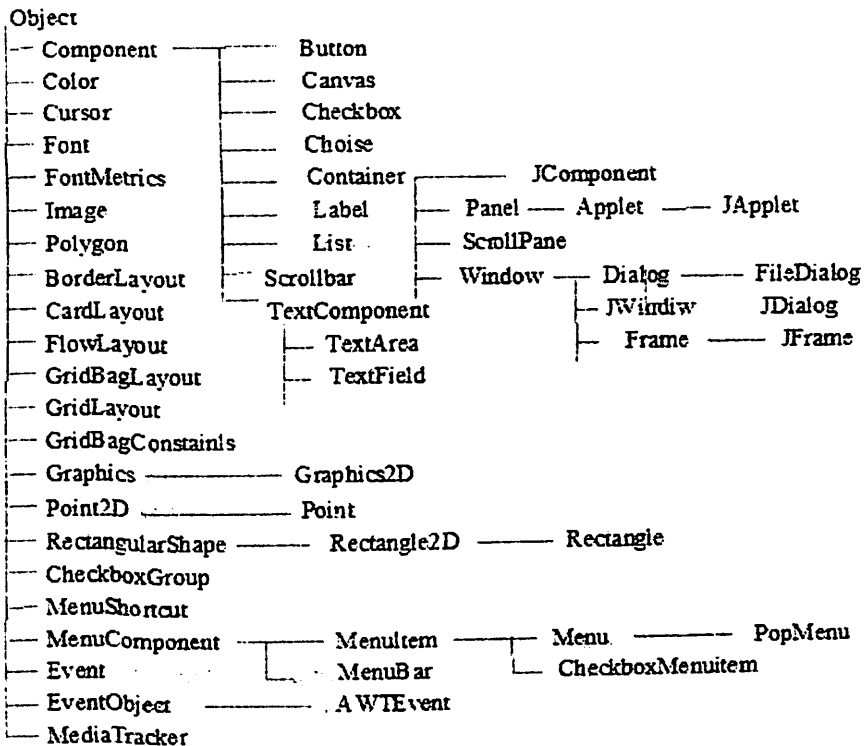 Object
Component Button
Color Canvas
Cursor Checkbox
Font Choise
FontMetrics Container JComponent
Image Label Panel Applet JApplet
Polygon List ScrollPane
BorderLayout Scrollbar Window Dialog FileDialog
CardLayout TextComponent JWindiw JDialog
FlowLayout TextArea Frame JFrame
GridBagLayout TextField
GridLayout
GridBagConstainls
Graphics Graphics2D
Point2D Point
RectangularShape Rectangle2D Rectangle
CheckboxGroup
MenuShortcut
MenuComponent MenuItem Menu PopMenu
Event MenuBar CheckboxMenuitem
EventObject AWTEvent
MediaTracker